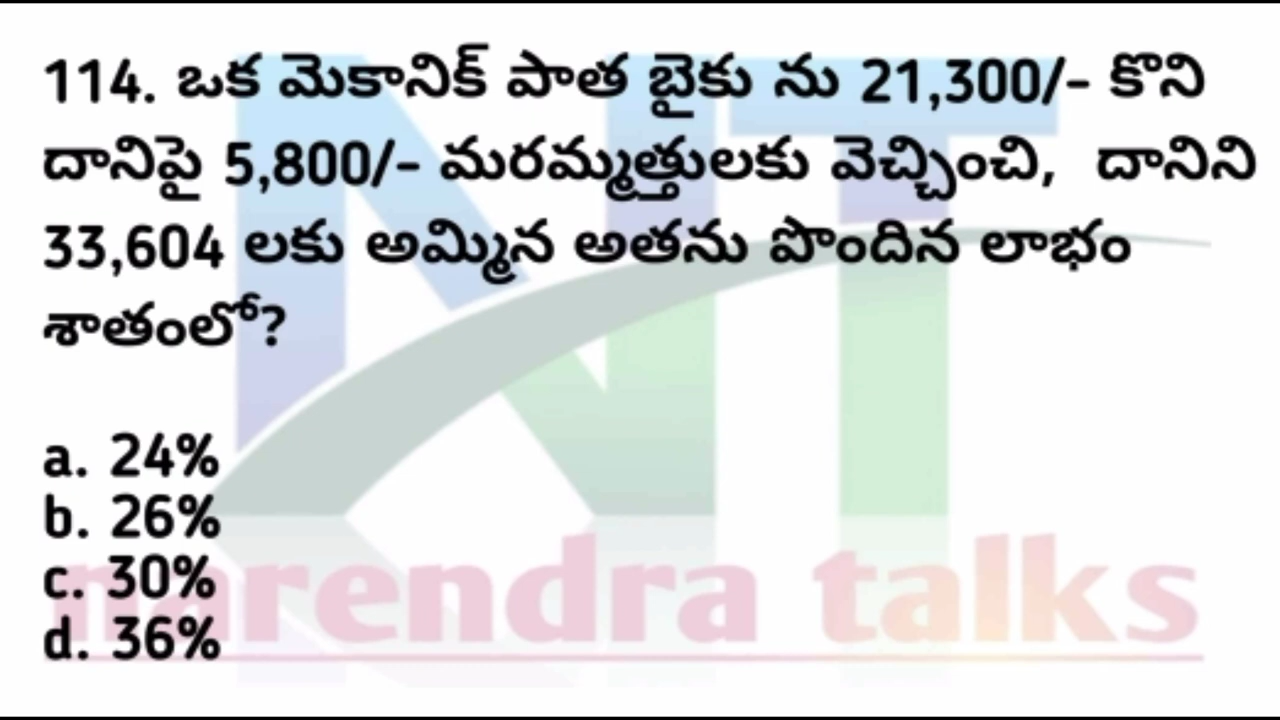 114. ఒక మెకానిక్ పాత బైకు ను 21,300/- కొని
దానిపై 5,800/- మరమ్మత్తులకు వెచ్చించి, దానిని
33,604 లకు అమ్మిన అతను పొందిన లాభం
శాతంలో?
a. 24%
b. 26%
c. 30%
d. 36%
NT
narendra talks